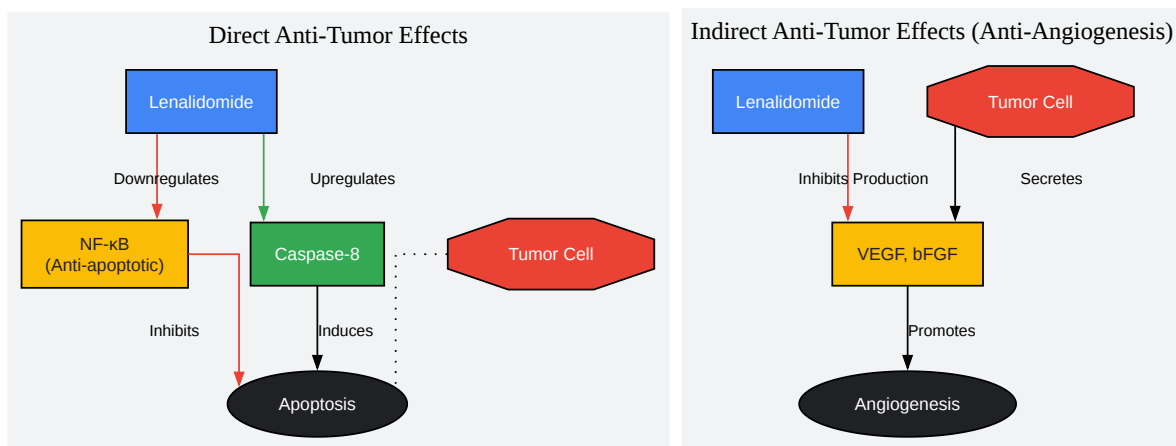 Direct Anti-Tumor Effects
Lenalidomide
Downregulates
Upregulates
NF-κB
(Anti-apoptotic)
Caspase-8
Tumor Cell
Inhibits
Induces
Apoptosis
Indirect Anti-Tumor Effects (Anti-Angiogenesis)
Lenalidomide
Tumor Cell
Inhibits Production
Secretes
VEGF, bFGF
Promotes
Angiogenesis